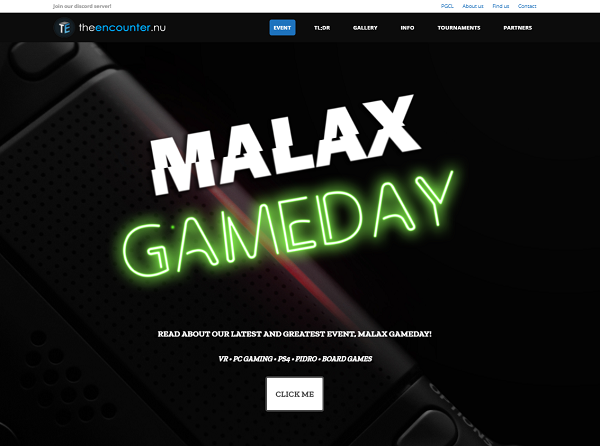 Join our discord server!
PGCL About us Find us Contact
TE theencounter.nu
EVENT TL;DR GALLERY INFO TOURNAMENTS PARTNERS
MALAX
GAMEDAY
READ ABOUT OUR LATEST AND GREATEST EVENT, MALAX GAMEDAY!
VR • PC GAMING • PS4 • PIDRO • BOARD GAMES
CLICK ME
OPTIONS